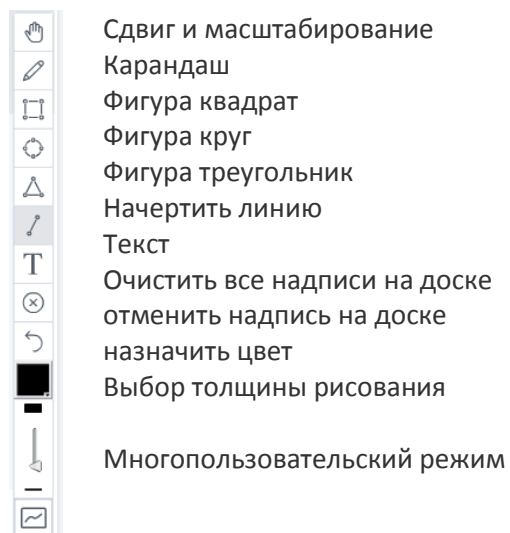 Сдвиг и масштабирование
Карандаш
Фигура квадрат
Фигура круг
Фигура треугольник
Начертить линию
T Текст
Очистить все надписи на доске
отменить надпись на доске
назначить цвет
Выбор толщины рисования
Многопользовательский режим